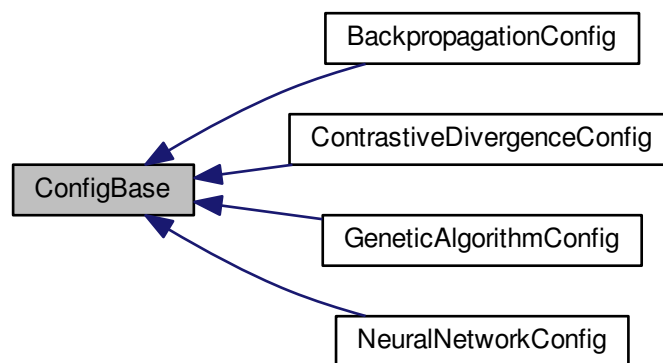 BackpropagationConfig
ContrastiveDivergenceConfig
ConfigBase
GeneticAlgorithmConfig
NeuralNetworkConfig